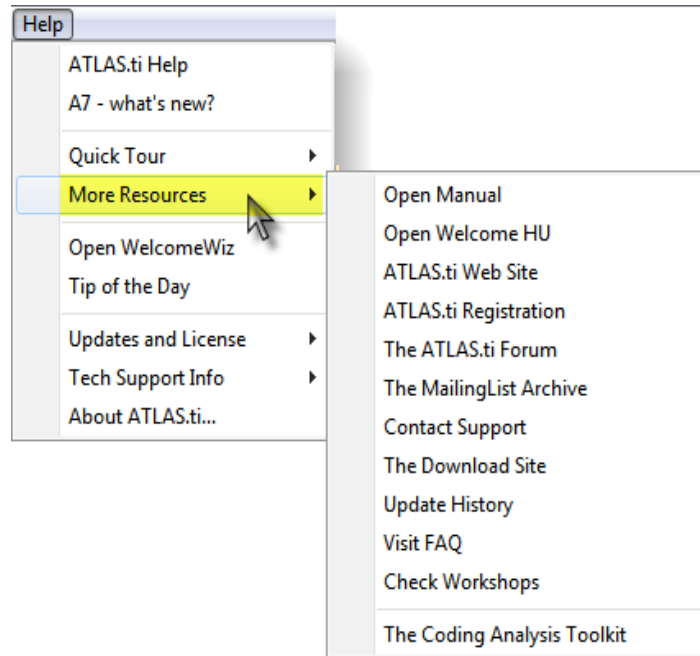 Help
ATLAS.ti Help
A7 - what's new?
Quick Tour
More Resources
Open WelcomeWiz
Tip of the Day
Updates and License
Tech Support Info
About ATLAS.ti...
Open Manual
Open Welcome HU
ATLAS.ti Web Site
ATLAS.ti Registration
The ATLAS.ti Forum
The MailingList Archive
Contact Support
The Download Site
Update History
Visit FAQ
Check Workshops
The Coding Analysis Toolkit